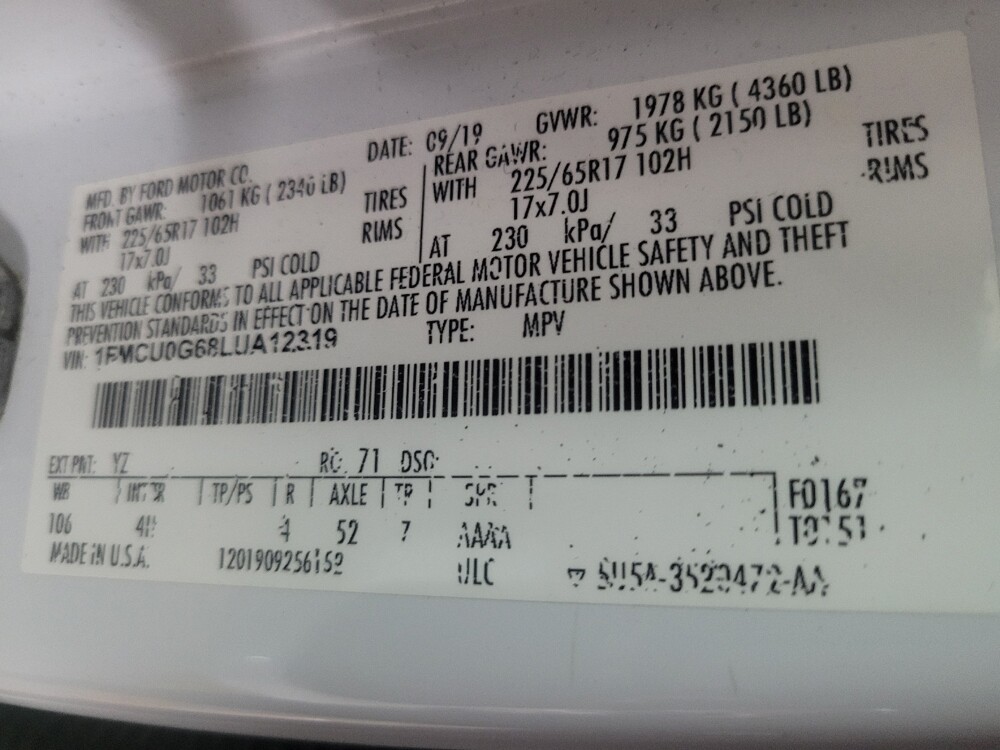 MFD. BY FORD MOTOR CO. DATE: 09/19 GVWR: 1978 KG ( 4360 LB)
FRONT GAWR: 1061 KG ( 2340 LB) REAR GAWR: 975 KG ( 2150 LB)
WITH 225/65R17 102H TIRES WITH 225/65R17 102H TIRES
17x7.0J RIMS 17x7.0J RIMS
AT 230 kPa/ 33 PSI COLD AT 230 kPa/ 33 PSI COLD
THIS VEHICLE CONFORMS TO ALL APPLICABLE FEDERAL MOTOR VEHICLE SAFETY AND THEFT
PREVENTION STANDARDS IN EFFECT ON THE DATE OF MANUFACTURE SHOWN ABOVE.
VIN: 1FMCU0G68LUA12319 TYPE: MPV
EXT PNT: YZ RC: 71 DSO:
WB INT TR TP/PS R AXLE TR SPR F0167
106 4 52 AAAA T0151
MADE IN U.S.A. ULC